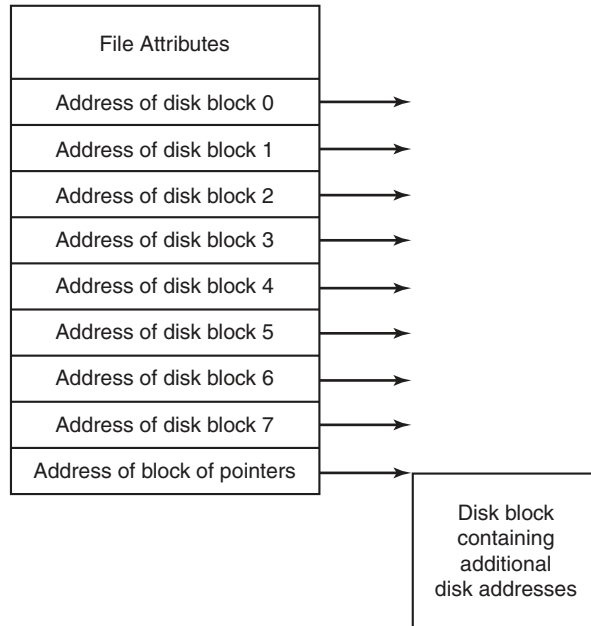 File Attributes
Address of disk block 0
Address of disk block 1
Address of disk block 2
Address of disk block 3
Address of disk block 4
Address of disk block 5
Address of disk block 6
Address of disk block 7
Address of block of pointers
Disk block
containing
additional
disk addresses